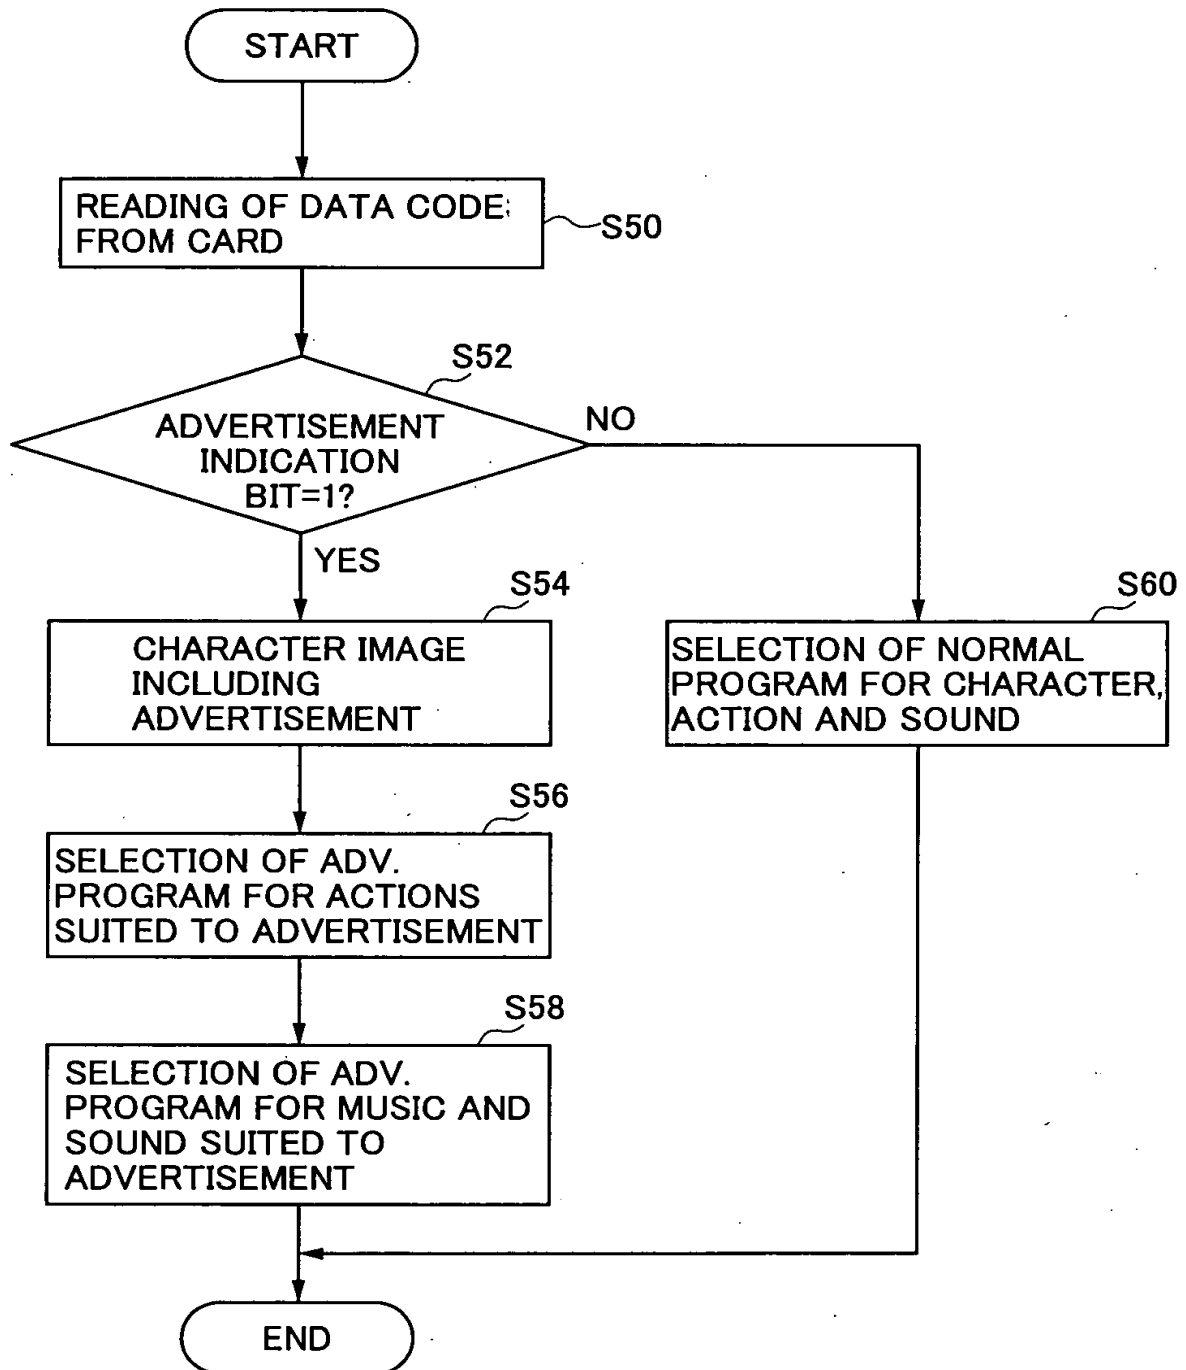 START
READING OF DATA CODE
FROM CARD
S50
S52
ADVERTISEMENT
INDICATION
BIT=1?
NO
YES
S54
CHARACTER IMAGE
INCLUDING
ADVERTISEMENT
S60
SELECTION OF NORMAL
PROGRAM FOR CHARACTER,
ACTION AND SOUND
S56
SELECTION OF ADV.
PROGRAM FOR ACTIONS
SUITED TO ADVERTISEMENT
S58
SELECTION OF ADV.
PROGRAM FOR MUSIC AND
SOUND SUITED TO
ADVERTISEMENT
END